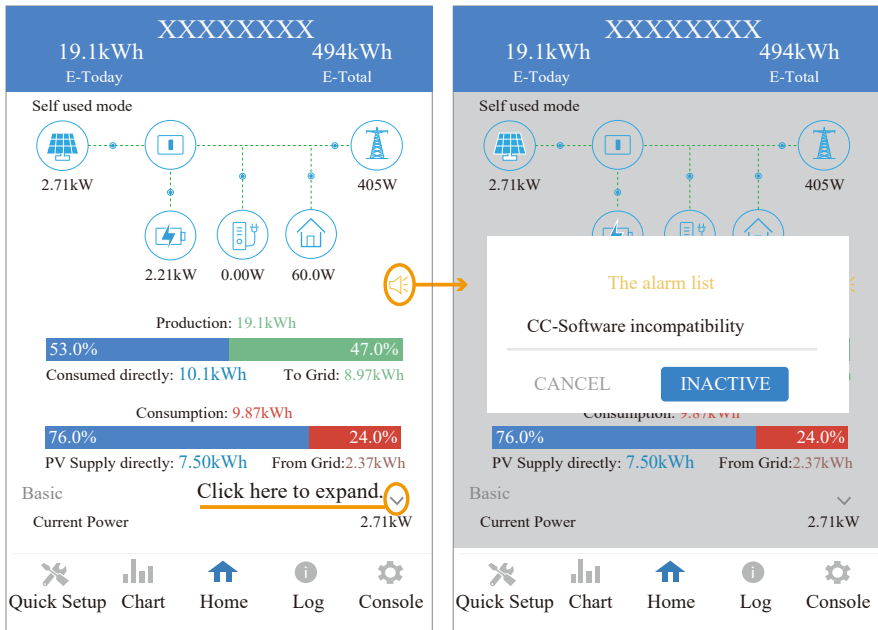 XXXXXXXX
19.1kWh 494kWh
E-Today E-Total
Self used mode
2.71kW 405W
2.21kW 0.00W 60.0W
Production: 19.1kWh
53.0% 47.0%
Consumed directly: 10.1kWh To Grid: 8.97kWh
Consumption: 9.87kWh
76.0% 24.0%
PV Supply directly: 7.50kWh From Grid:2.37kWh
Basic Click here to expand.
Current Power 2.71kW
Quick Setup Chart Home Log Console
XXXXXXXX
19.1kWh 494kWh
E-Today E-Total
Self used mode
2.71kW 405W
The alarm list
CC-Software incompatibility
CANCEL INACTIVE
Consumption: 9.87kWh
76.0% 24.0%
PV Supply directly: 7.50kWh From Grid:2.37kWh
Basic
Current Power 2.71kW
Quick Setup Chart Home Log Console